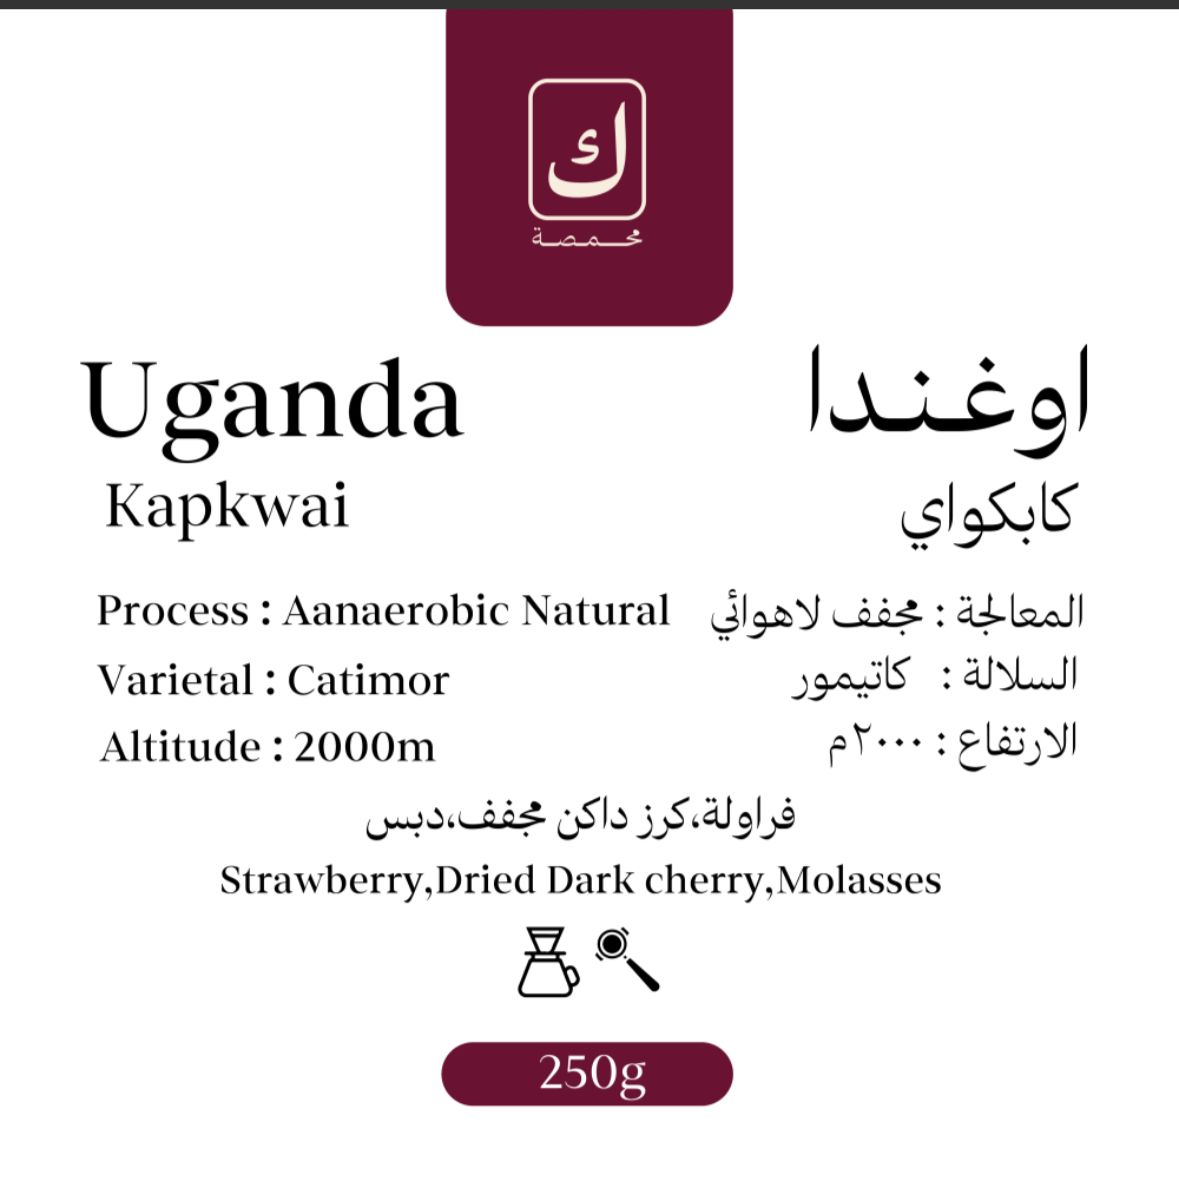 ك
محمصة
Uganda
اوغندا
Kapkwai
كابكواي
Process : Aanaerobic Natural
المعالجة : مجفف لاهوائي
Varietal : Catimor
السلالة : كاتيمور
Altitude : 2000m
الارتفاع : ٢٠٠٠م
فراولة،كرز داكن مجفف،دبس
Strawberry,Dried Dark cherry,Molasses
250g